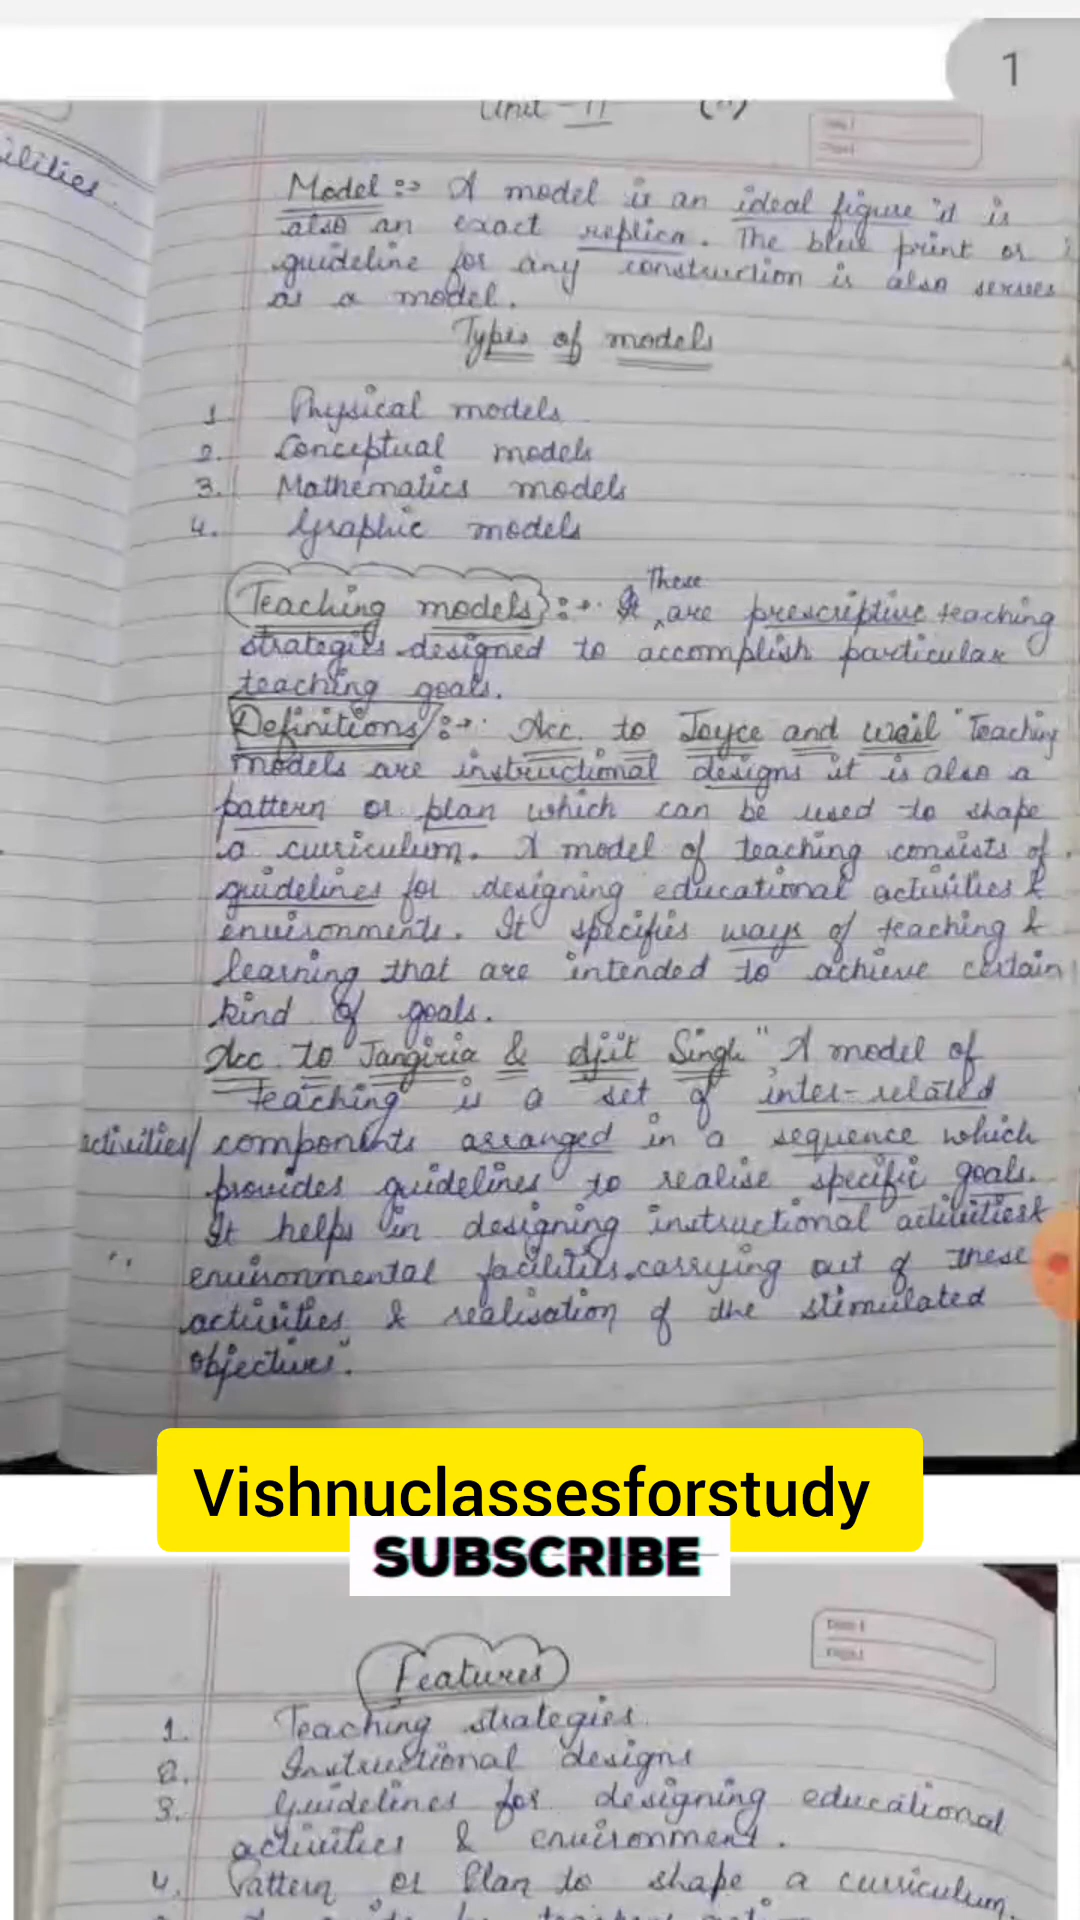 1
Unit - II
ilities
Model :-> A model is an ideal figure it is
also an exact replica. The blue print or
guideline for any construction is also serves
as a model.
Types of models
1 Physical models
2. Conceptual models
3. Mathematics models
4. Graphic models
These
Teaching models :-> It are prescriptive teaching
strategies designed to accomplish particular
teaching goals.
Definitions :-> Acc. to Joyce and weil "Teaching
models are instructional designs it is also a
pattern or plan which can be used to shape
a curriculum. A model of teaching consists of
guidelines for designing educational activities &
environments. It specifies ways of teaching &
learning that are intended to achieve certain
kind of goals.
Acc. to Jangiria & Ajit Singh "A model of
teaching is a set of inter-related
activities/ components arranged in a sequence which
provides guidelines to realise specific goals.
It helps in designing instructional activities &
environmental facilities, carrying out of these
activities & realisation of the stimulated
objectives".
Vishnuclassesforstudy
SUBSCRIBE
Features
1. Teaching strategies
2. Instructional designs
3. Guidelines for designing educational
activities & environment.
4. Pattern or Plan to shape a curriculum.